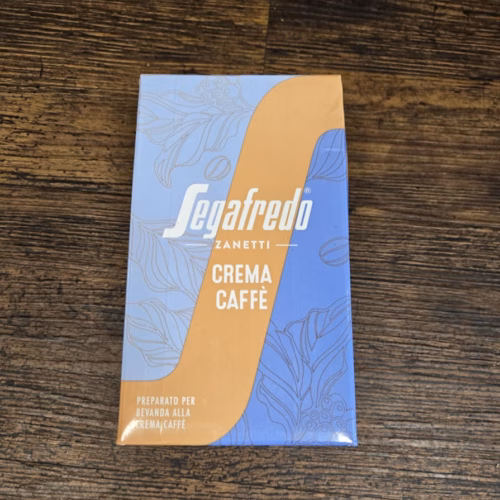 Segafredo®
ZANETTI
CREMA
CAFFÈ
PREPARATO PER
BEVANDA ALLA
CREMA CAFFÈ